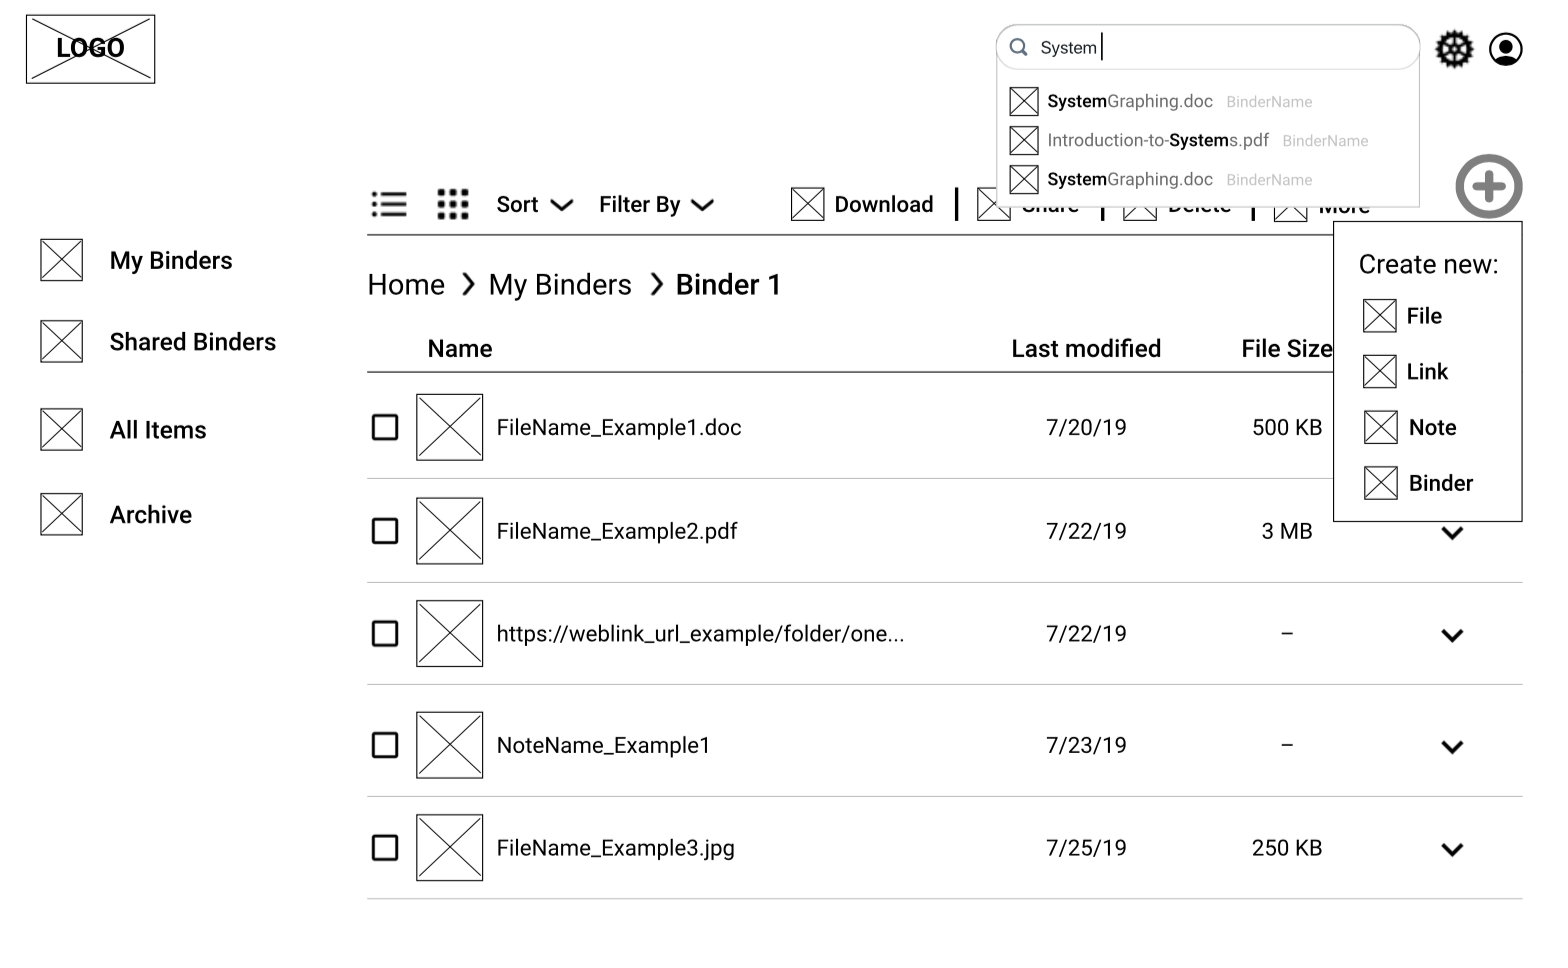 LOGO
System
SystemGraphing.doc BinderName
Introduction-to-Systems.pdf BinderName
SystemGraphing.doc BinderName
Sort Filter By Download Share Delete More
My Binders
Shared Binders
All Items
Archive
Home My Binders Binder 1
Create new:
File
Link
Note
Binder
Name Last modified File Size
FileName_Example1.doc 7/20/19 500 KB
FileName_Example2.pdf 7/22/19 3 MB
https://weblink_url_example/folder/one... 7/22/19 –
NoteName_Example1 7/23/19 –
FileName_Example3.jpg 7/25/19 250 KB